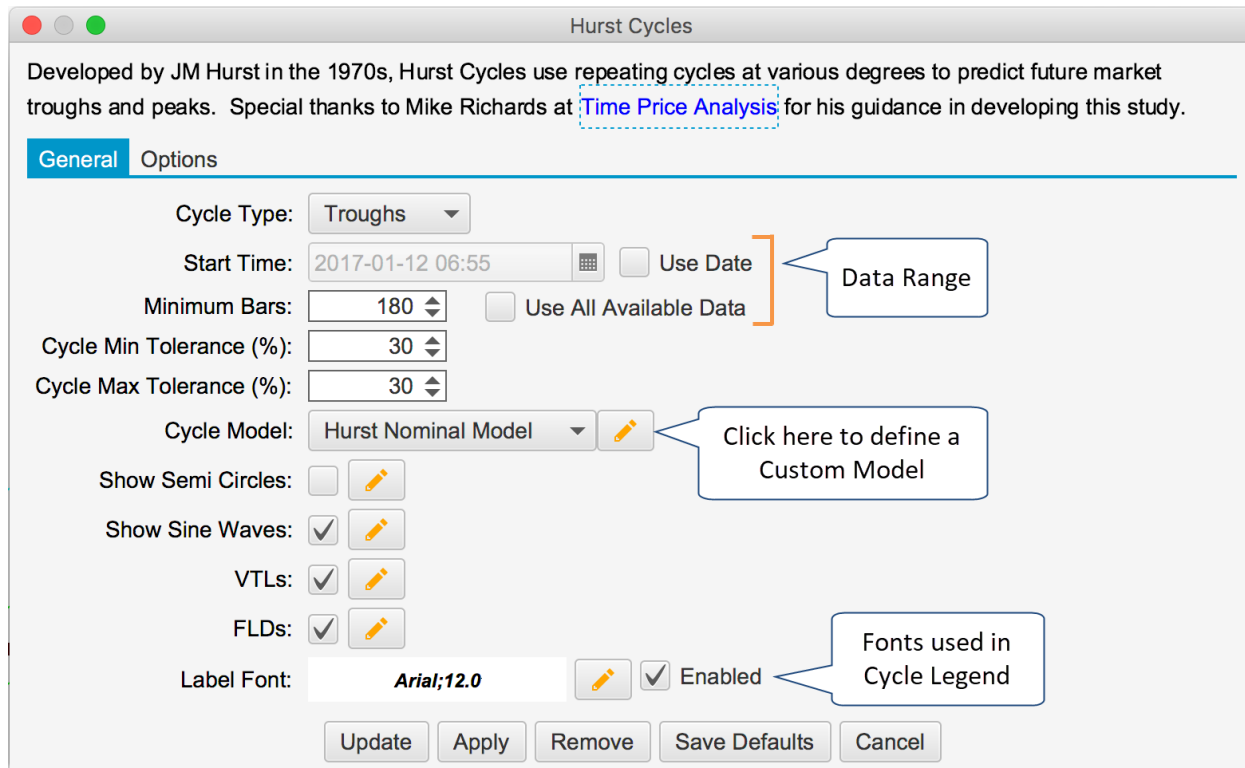 Hurst Cycles
Developed by JM Hurst in the 1970s, Hurst Cycles use repeating cycles at various degrees to predict future market
troughs and peaks.  Special thanks to Mike Richards at Time Price Analysis for his guidance in developing this study.
General Options
Cycle Type: Troughs
Start Time: 2017-01-12 06:55 Use Date
Data Range
Minimum Bars: 180 Use All Available Data
Cycle Min Tolerance (%): 30
Cycle Max Tolerance (%): 30
Cycle Model: Hurst Nominal Model
Click here to define a
Custom Model
Show Semi Circles:
Show Sine Waves:
VTLs:
FLDs:
Label Font: Arial;12.0 Enabled
Fonts used in
Cycle Legend
Update Apply Remove Save Defaults Cancel